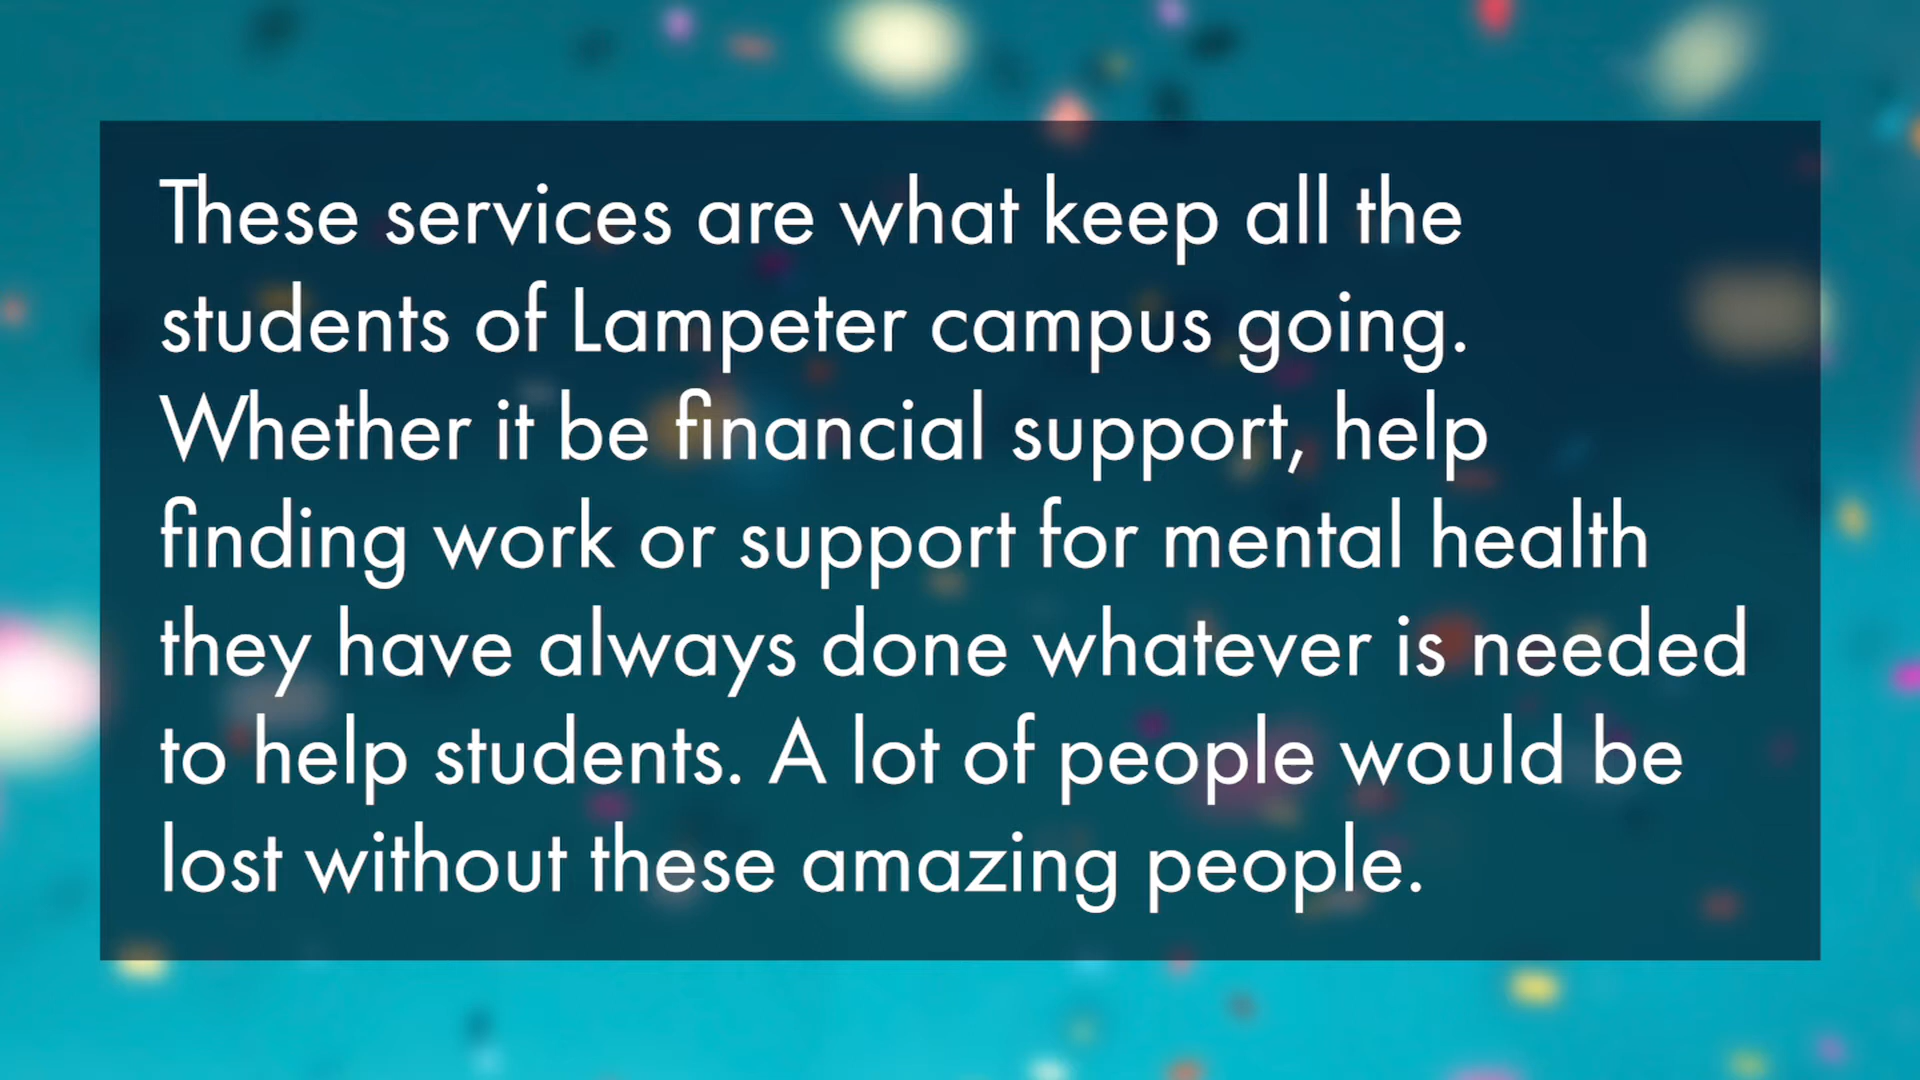 These services are what keep all the
students of Lampeter campus going.
Whether it be financial support, help
finding work or support for mental health
they have always done whatever is needed
to help students. A lot of people would be
lost without these amazing people.